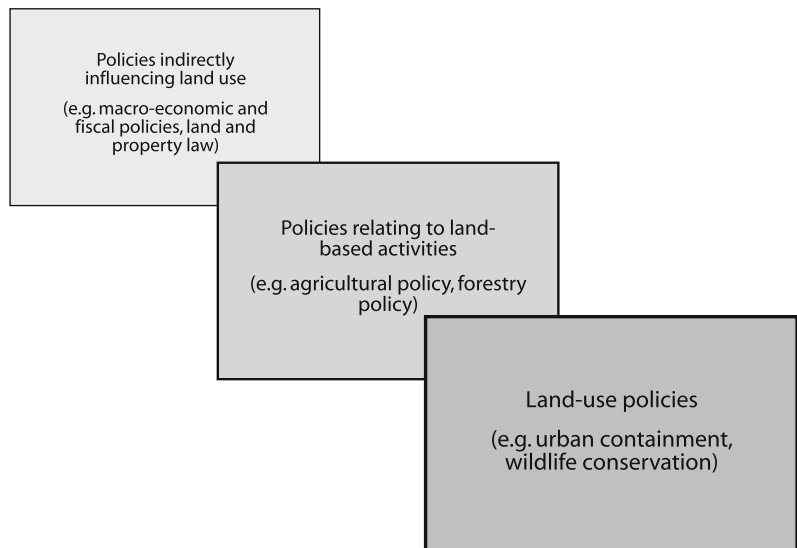 Policies indirectly
influencing land use
(e.g. macro-economic and
fiscal policies, land and
property law)
Policies relating to land-
based activities
(e.g. agricultural policy, forestry
policy)
Land-use policies
(e.g. urban containment,
wildlife conservation)